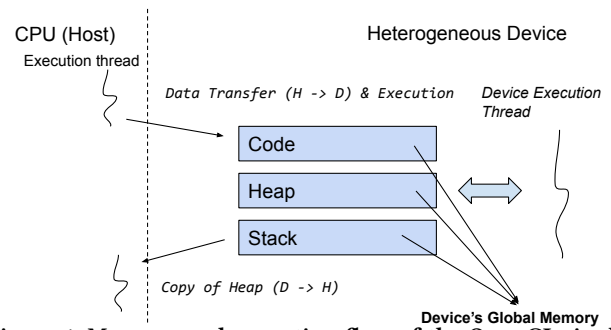 CPU (Host)
Heterogeneous Device
Execution thread
Data Transfer (H -> D) & Execution
Device Execution
Thread
Code
Heap
Stack
Copy of Heap (D -> H)
Device's Global Memory